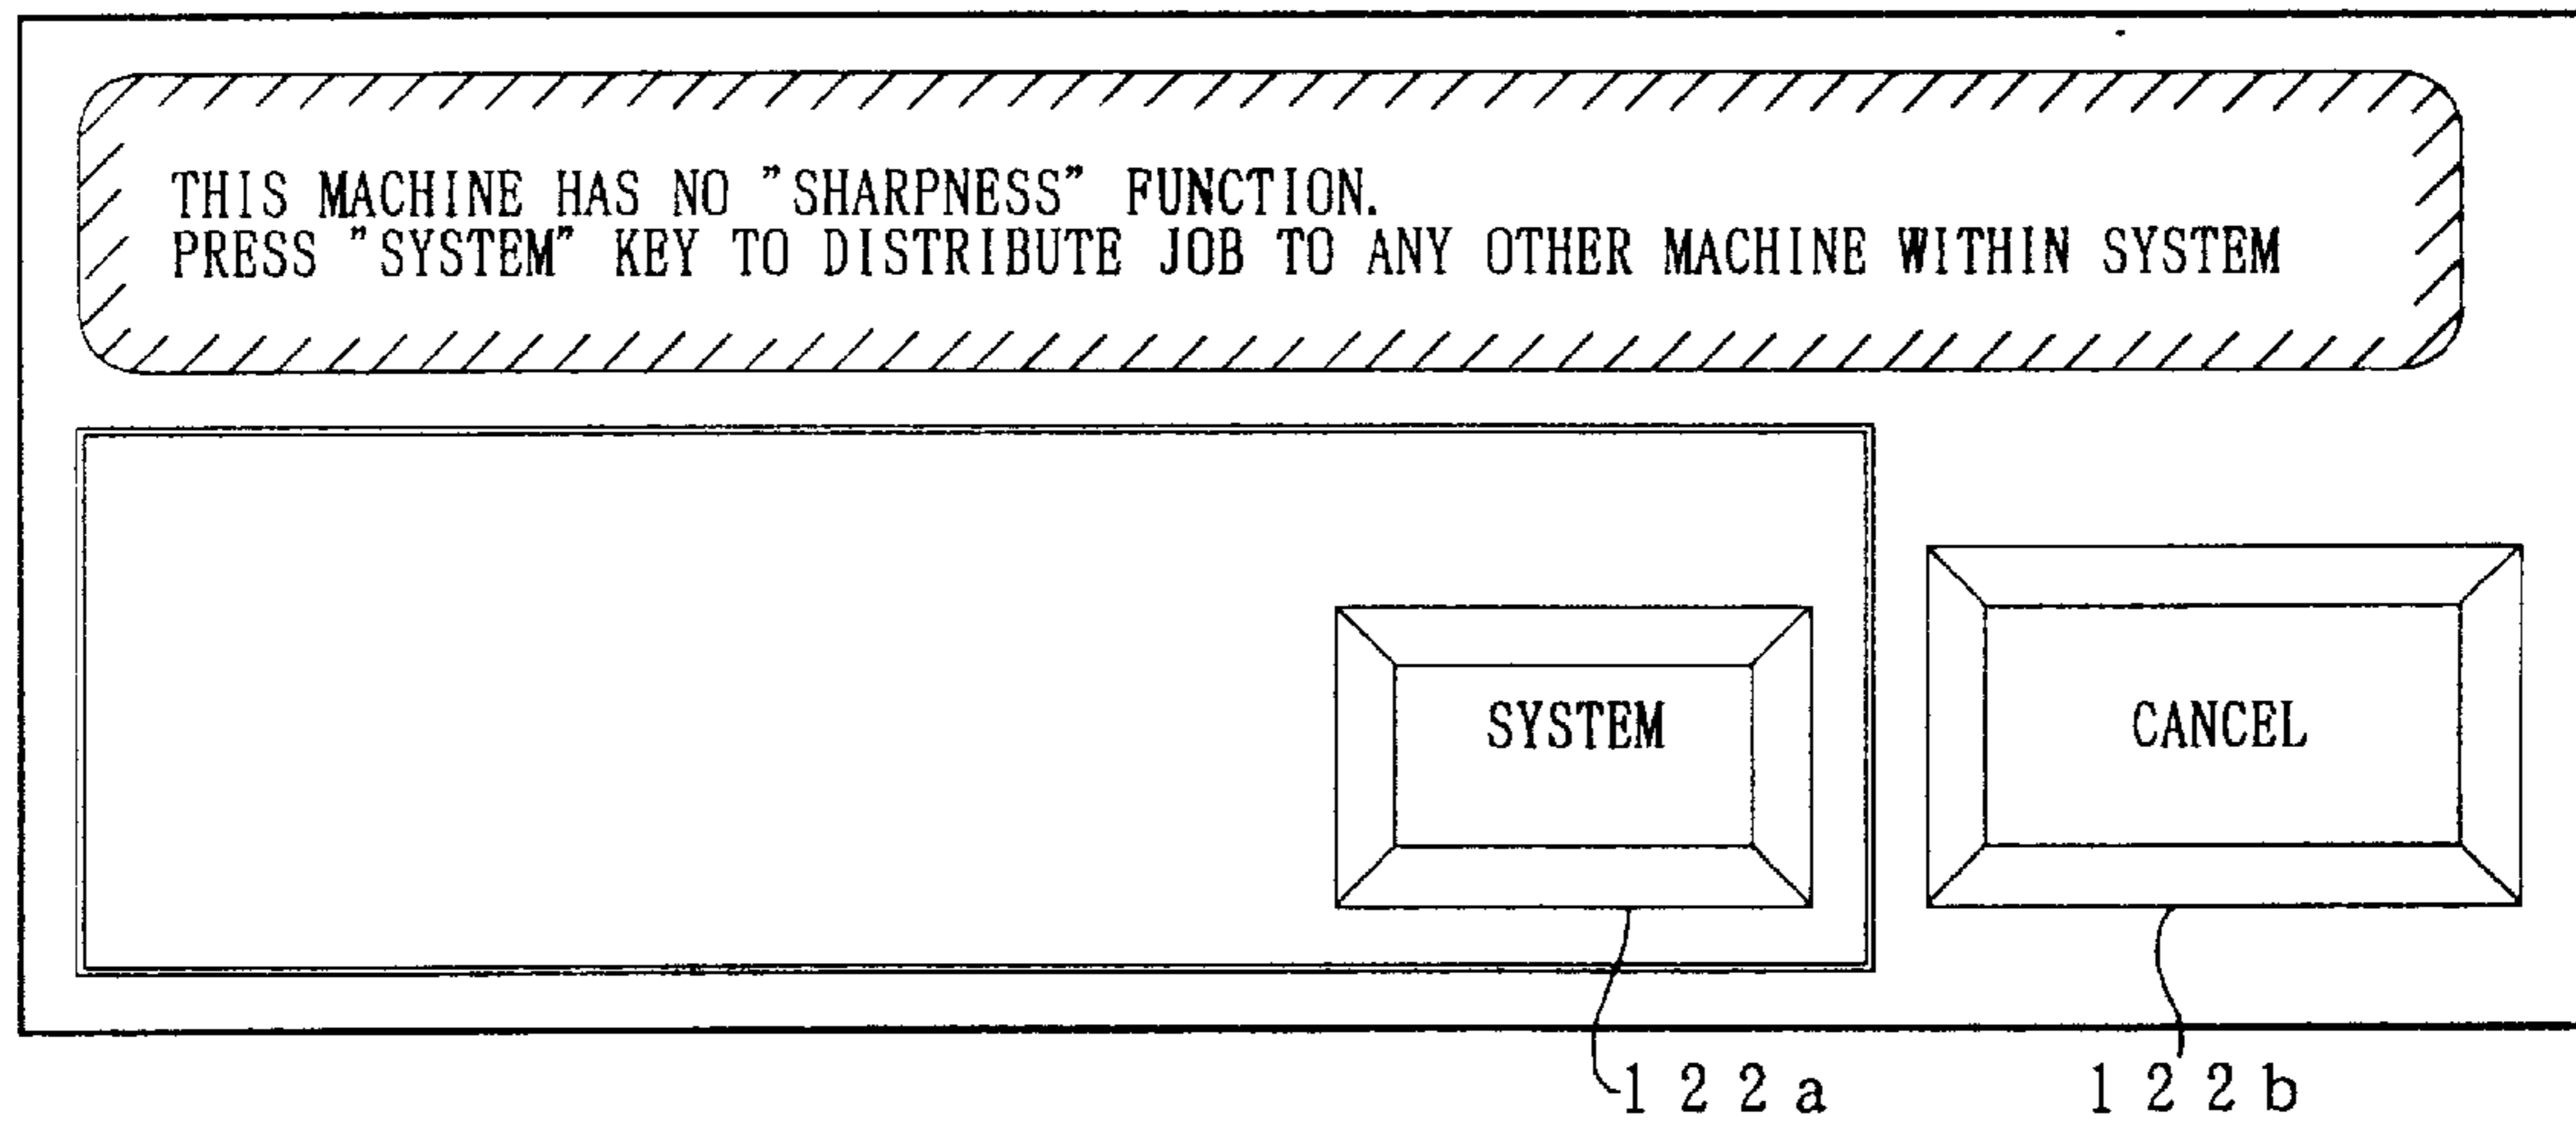 THIS MACHINE HAS NO "SHARPNESS" FUNCTION.
PRESS "SYSTEM" KEY TO DISTRIBUTE JOB TO ANY OTHER MACHINE WITHIN SYSTEM
SYSTEM
CANCEL
122a
122b